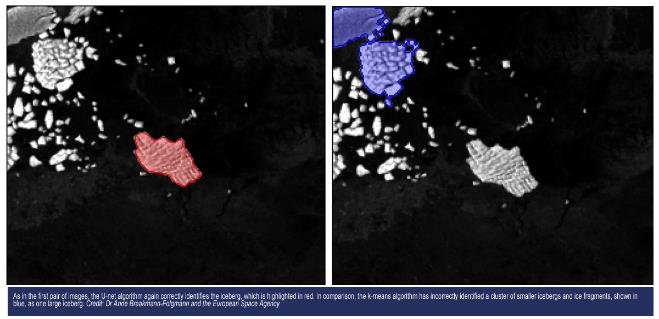 As in the first pair of images, the U-net algorithm again correctly identifies the iceberg, which is highlighted in red. In comparison, the k-means algorithm has incorrectly identified a cluster of smaller icebergs and ice fragments, shown in
blue, as one large iceberg. Credit: Dr Anne Braakmann-Folgmann and the European Space Agency